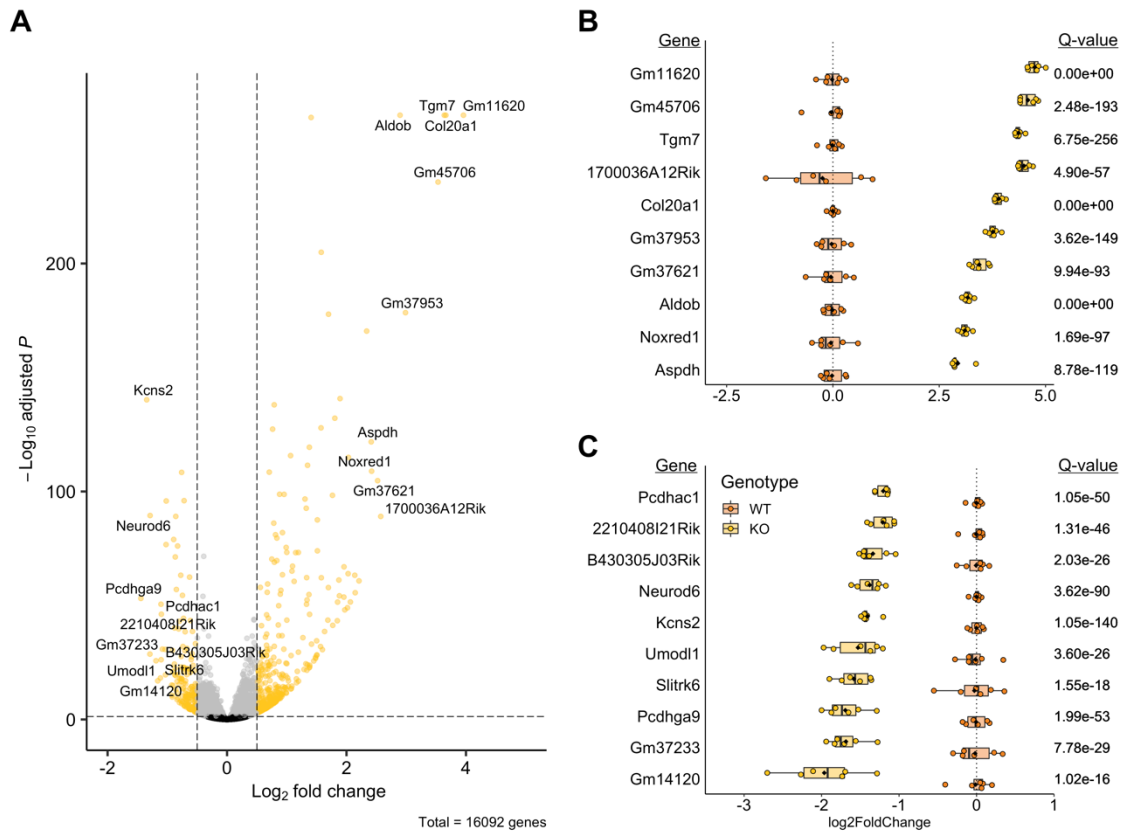 A
−Log10 adjusted P
200
100
0
−2
0
2
4
Log2 fold change
Total = 16092 genes
Tgm7
Gm11620
Aldob
Col20a1
Gm45706
Gm37953
Kcns2
Aspdh
Noxred1
Gm37621
1700036A12Rik
Neurod6
Pcdhga9
Pcdhac1
2210408I21Rik
Gm37233
B430305J03Rik
Umodl1
Slitrk6
Gm14120
B
Gene
Q-value
Gm11620
0.00e+00
Gm45706
2.48e-193
Tgm7
6.75e-256
1700036A12Rik
4.90e-57
Col20a1
0.00e+00
Gm37953
3.62e-149
Gm37621
9.94e-93
Aldob
0.00e+00
Noxred1
1.69e-97
Aspdh
8.78e-119
-2.5
0.0
2.5
5.0
C
Gene
Genotype
WT
KO
Q-value
Pcdhac1
1.05e-50
2210408I21Rik
1.31e-46
B430305J03Rik
2.03e-26
Neurod6
3.62e-90
Kcns2
1.05e-140
Umodl1
3.60e-26
Slitrk6
1.55e-18
Pcdhga9
1.99e-53
Gm37233
7.78e-29
Gm14120
1.02e-16
-3
-2
-1
0
1
log2FoldChange